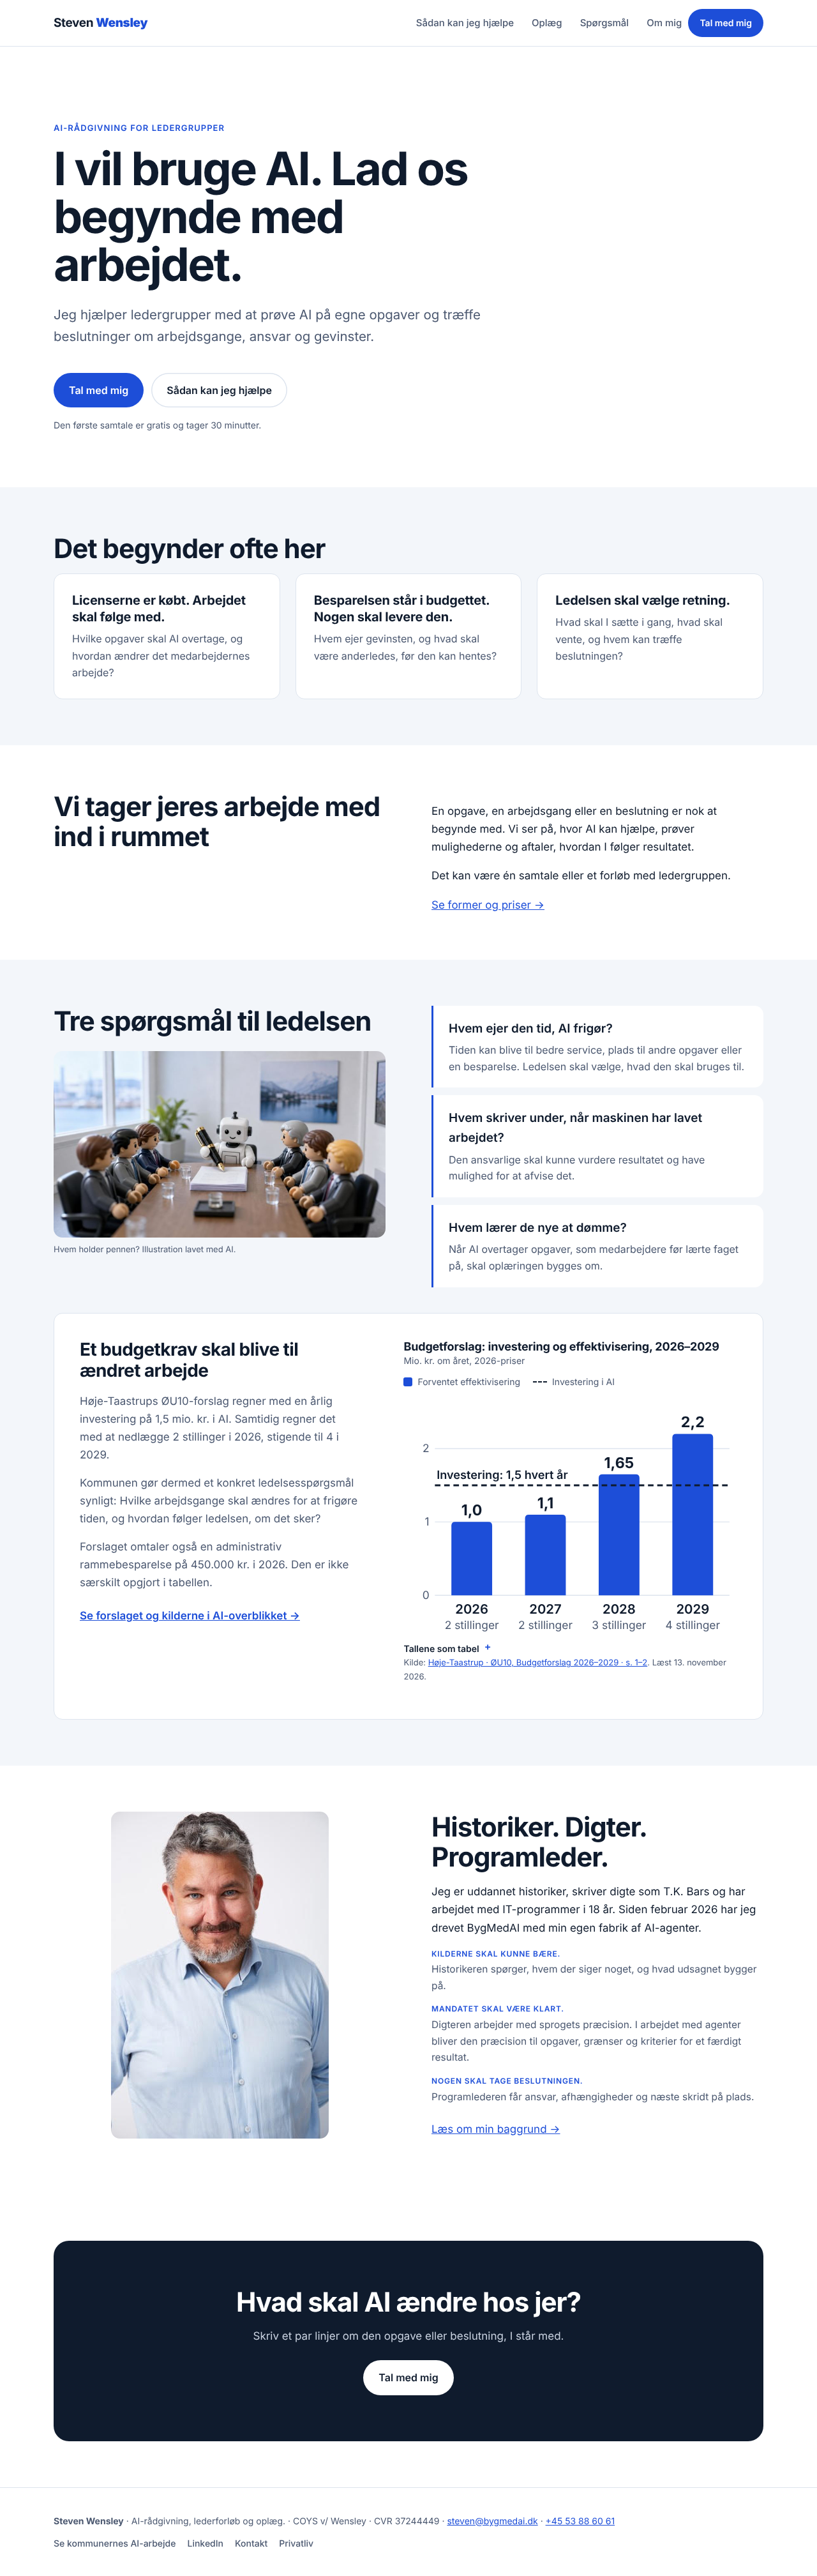 Steven Wensley
Sådan kan jeg hjælpe
Oplæg
Spørgsmål
Om mig
Tal med mig
AI-RÅDGIVNING FOR LEDERGRUPPER
I vil bruge AI. Lad os
begynde med
arbejdet.
Jeg hjælper ledergrupper med at prøve AI på egne opgaver og træffe
beslutninger om arbejdsgange, ansvar og gevinster.
Tal med mig
Sådan kan jeg hjælpe
Den første samtale er gratis og tager 30 minutter.
Det begynder ofte her
Licenserne er købt. Arbejdet
skal følge med.
Hvilke opgaver skal AI overtage, og
hvordan ændrer det medarbejdernes
arbejde?
Besparelsen står i budgettet.
Nogen skal levere den.
Hvem ejer gevinsten, og hvad skal
være anderledes, før den kan hentes?
Ledelsen skal vælge retning.
Hvad skal I sætte i gang, hvad skal
vente, og hvem kan træffe
beslutningen?
Vi tager jeres arbejde med
ind i rummet
En opgave, en arbejdsgang eller en beslutning er nok at
begynde med. Vi ser på, hvor AI kan hjælpe, prøver
mulighederne og aftaler, hvordan I følger resultatet.
Det kan være én samtale eller et forløb med ledergruppen.
Se former og priser →
Tre spørgsmål til ledelsen
Hvem holder pennen? Illustration lavet med AI.
Hvem ejer den tid, AI frigør?
Tiden kan blive til bedre service, plads til andre opgaver eller
en besparelse. Ledelsen skal vælge, hvad den skal bruges til.
Hvem skriver under, når maskinen har lavet
arbejdet?
Den ansvarlige skal kunne vurdere resultatet og have
mulighed for at afvise det.
Hvem lærer de nye at dømme?
Når AI overtager opgaver, som medarbejdere før lærte faget
på, skal oplæringen bygges om.
Et budgetkrav skal blive til
ændret arbejde
Høje-Taastrups ØU10-forslag regner med en årlig
investering på 1,5 mio. kr. i AI. Samtidig regner det
med at nedlægge 2 stillinger i 2026, stigende til 4 i
2029.
Kommunen gør dermed et konkret ledelsesspørgsmål
synligt: Hvilke arbejdsgange skal ændres for at frigøre
tiden, og hvordan følger ledelsen, om det sker?
Forslaget omtaler også en administrativ
rammebesparelse på 450.000 kr. i 2026. Den er ikke
særskilt opgjort i tabellen.
Se forslaget og kilderne i AI-overblikket →
Budgetforslag: investering og effektivisering, 2026–2029
Mio. kr. om året, 2026-priser
Forventet effektivisering
Investering i AI
2,2
2
1,65
Investering: 1,5 hvert år
1,0
1,1
1
0
2026
2027
2028
2029
2 stillinger
2 stillinger
3 stillinger
4 stillinger
Tallene som tabel +
Kilde: Høje-Taastrup · ØU10, Budgetforslag 2026–2029 · s. 1–2. Læst 13. november
2026.
Historiker. Digter.
Programleder.
Jeg er uddannet historiker, skriver digte som T.K. Bars og har
arbejdet med IT-programmer i 18 år. Siden februar 2026 har jeg
drevet BygMedAI med min egen fabrik af AI-agenter.
KILDERNE SKAL KUNNE BÆRE.
Historikeren spørger, hvem der siger noget, og hvad udsagnet bygger
på.
MANDATET SKAL VÆRE KLART.
Digteren arbejder med sprogets præcision. I arbejdet med agenter
bliver den præcision til opgaver, grænser og kriterier for et færdigt
resultat.
NOGEN SKAL TAGE BESLUTNINGEN.
Programlederen får ansvar, afhængigheder og næste skridt på plads.
Læs om min baggrund →
Hvad skal AI ændre hos jer?
Skriv et par linjer om den opgave eller beslutning, I står med.
Tal med mig
Steven Wensley · AI-rådgivning, lederforløb og oplæg. · COYS v/ Wensley · CVR 37244449 · steven@bygmedai.dk · +45 53 88 60 61
Se kommunernes AI-arbejde
LinkedIn
Kontakt
Privatliv